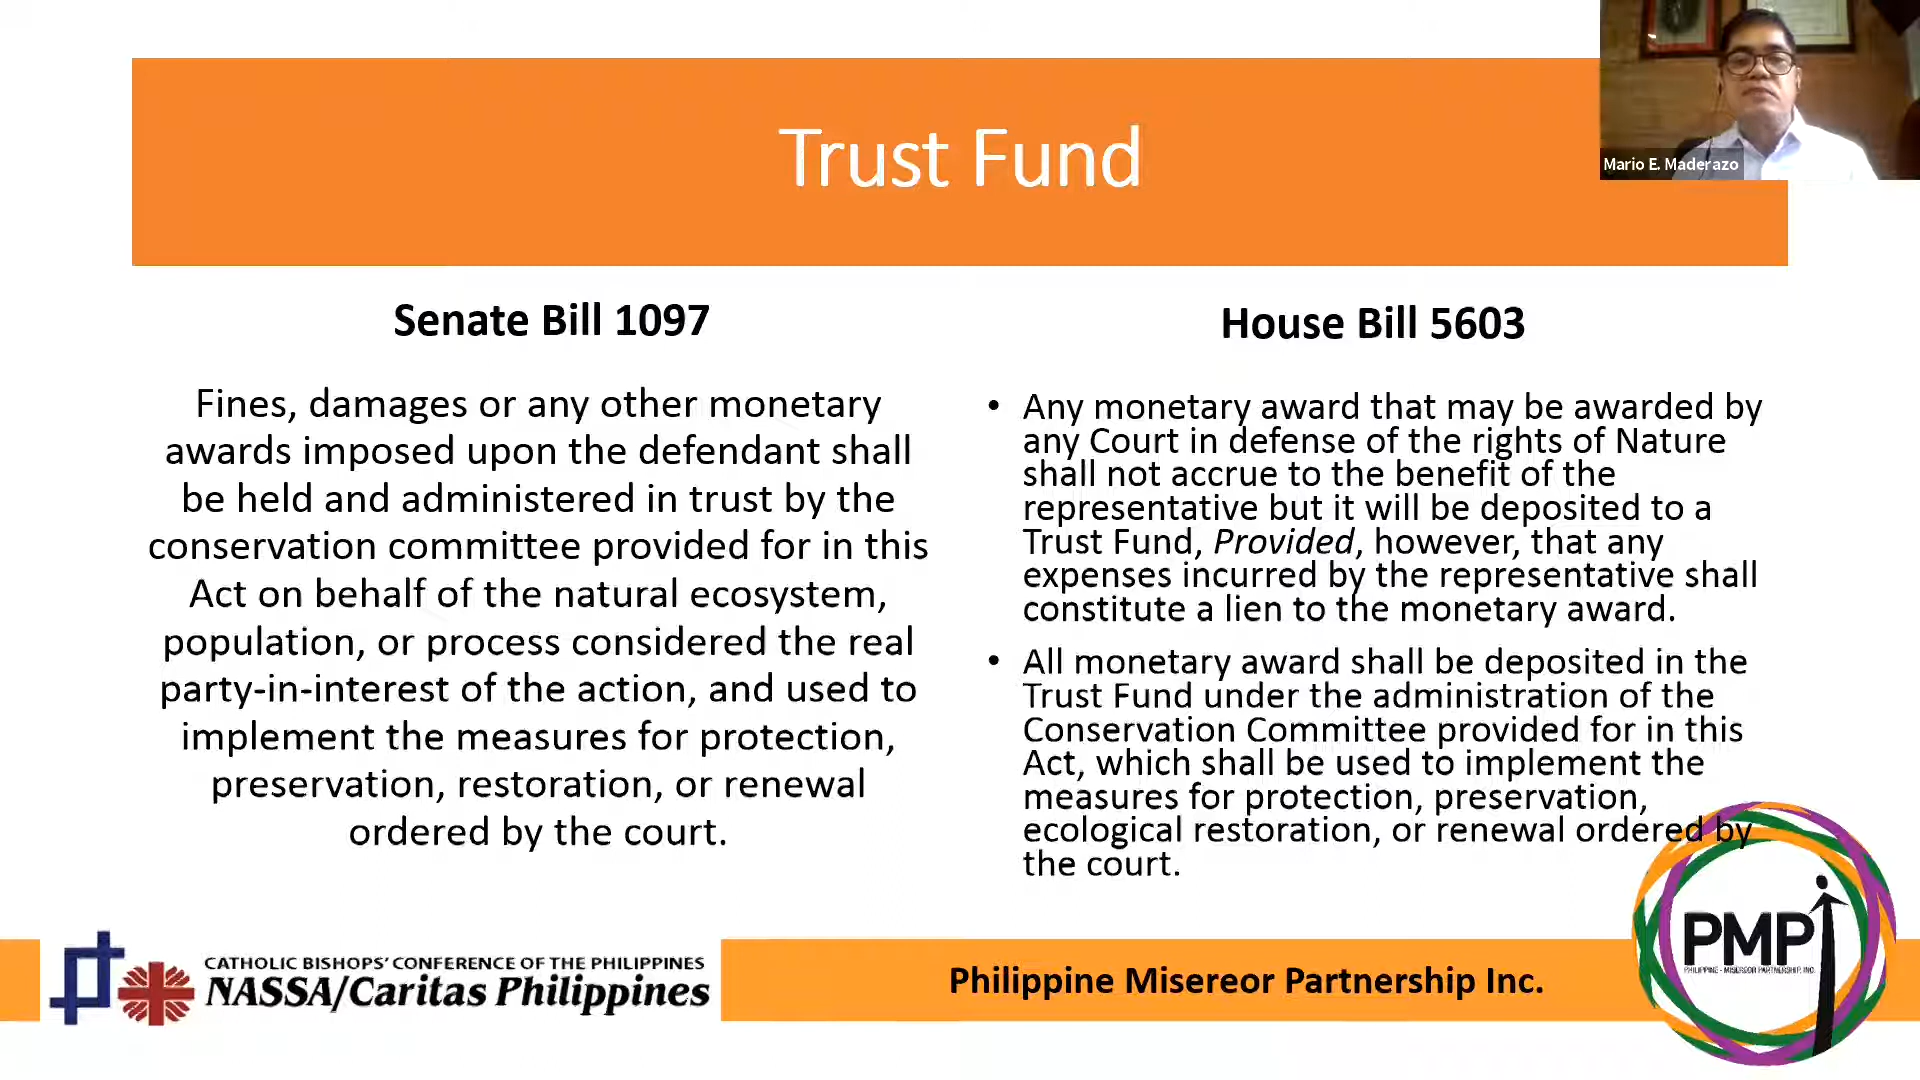 Trust Fund
Mario E. Maderazo
Senate Bill 1097
Fines, damages or any other monetary
awards imposed upon the defendant shall
be held and administered in trust by the
conservation committee provided for in this
Act on behalf of the natural ecosystem,
population, or process considered the real
party-in-interest of the action, and used to
implement the measures for protection,
preservation, restoration, or renewal
ordered by the court.
House Bill 5603
• Any monetary award that may be awarded by
any Court in defense of the rights of Nature
shall not accrue to the benefit of the
representative but it will be deposited to a
Trust Fund, Provided, however, that any
expenses incurred by the representative shall
constitute a lien to the monetary award.
• All monetary award shall be deposited in the
Trust Fund under the administration of the
Conservation Committee provided for in this
Act, which shall be used to implement the
measures for protection, preservation,
ecological restoration, or renewal ordered by
the court.
CATHOLIC BISHOPS' CONFERENCE OF THE PHILIPPINES
NASSA/Caritas Philippines
Philippine Misereor Partnership Inc.
PMPI
PHILIPPINE - MISEREOR PARTNERSHIP, INC.